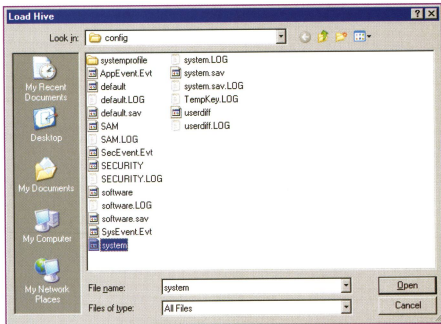 Load Hive
Look in: config
My Recent Documents
Desktop
My Documents
My Computer
My Network Places
systemprofile
AppEvent.Evt
default
default.LOG
default.sav
SAM
SAM.LOG
SecEvent.Evt
SECURITY
SECURITY.LOG
software
software.LOG
software.sav
SysEvent.Evt
system
system.LOG
system.sav
system.sav.LOG
TempKey.LOG
userdiff
userdiff.LOG
File name: system
Open
Files of type: All Files
Cancel